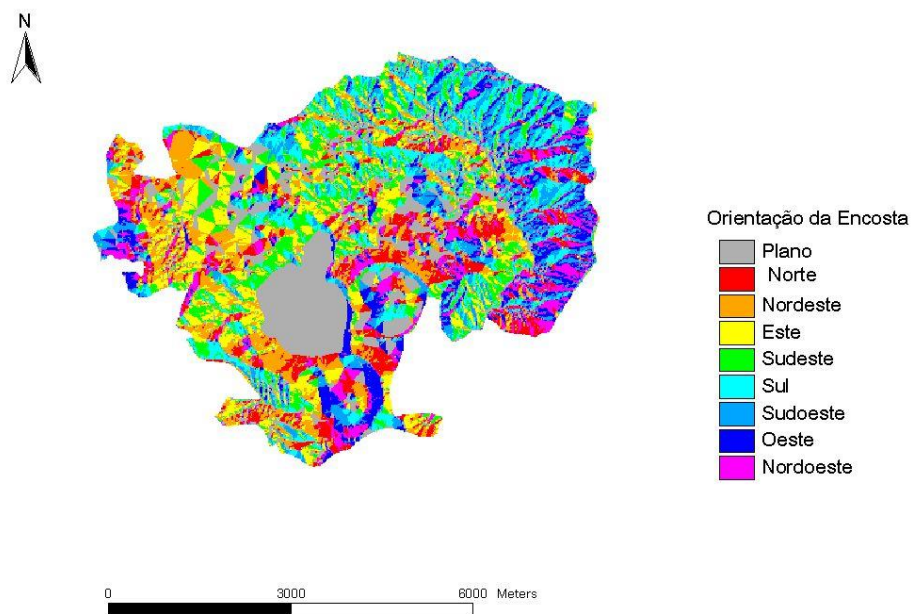 N
Orientação da Encosta
Plano
Norte
Nordeste
Este
Sudeste
Sul
Sudoeste
Oeste
Nordoeste
0 3000 6000 Meters